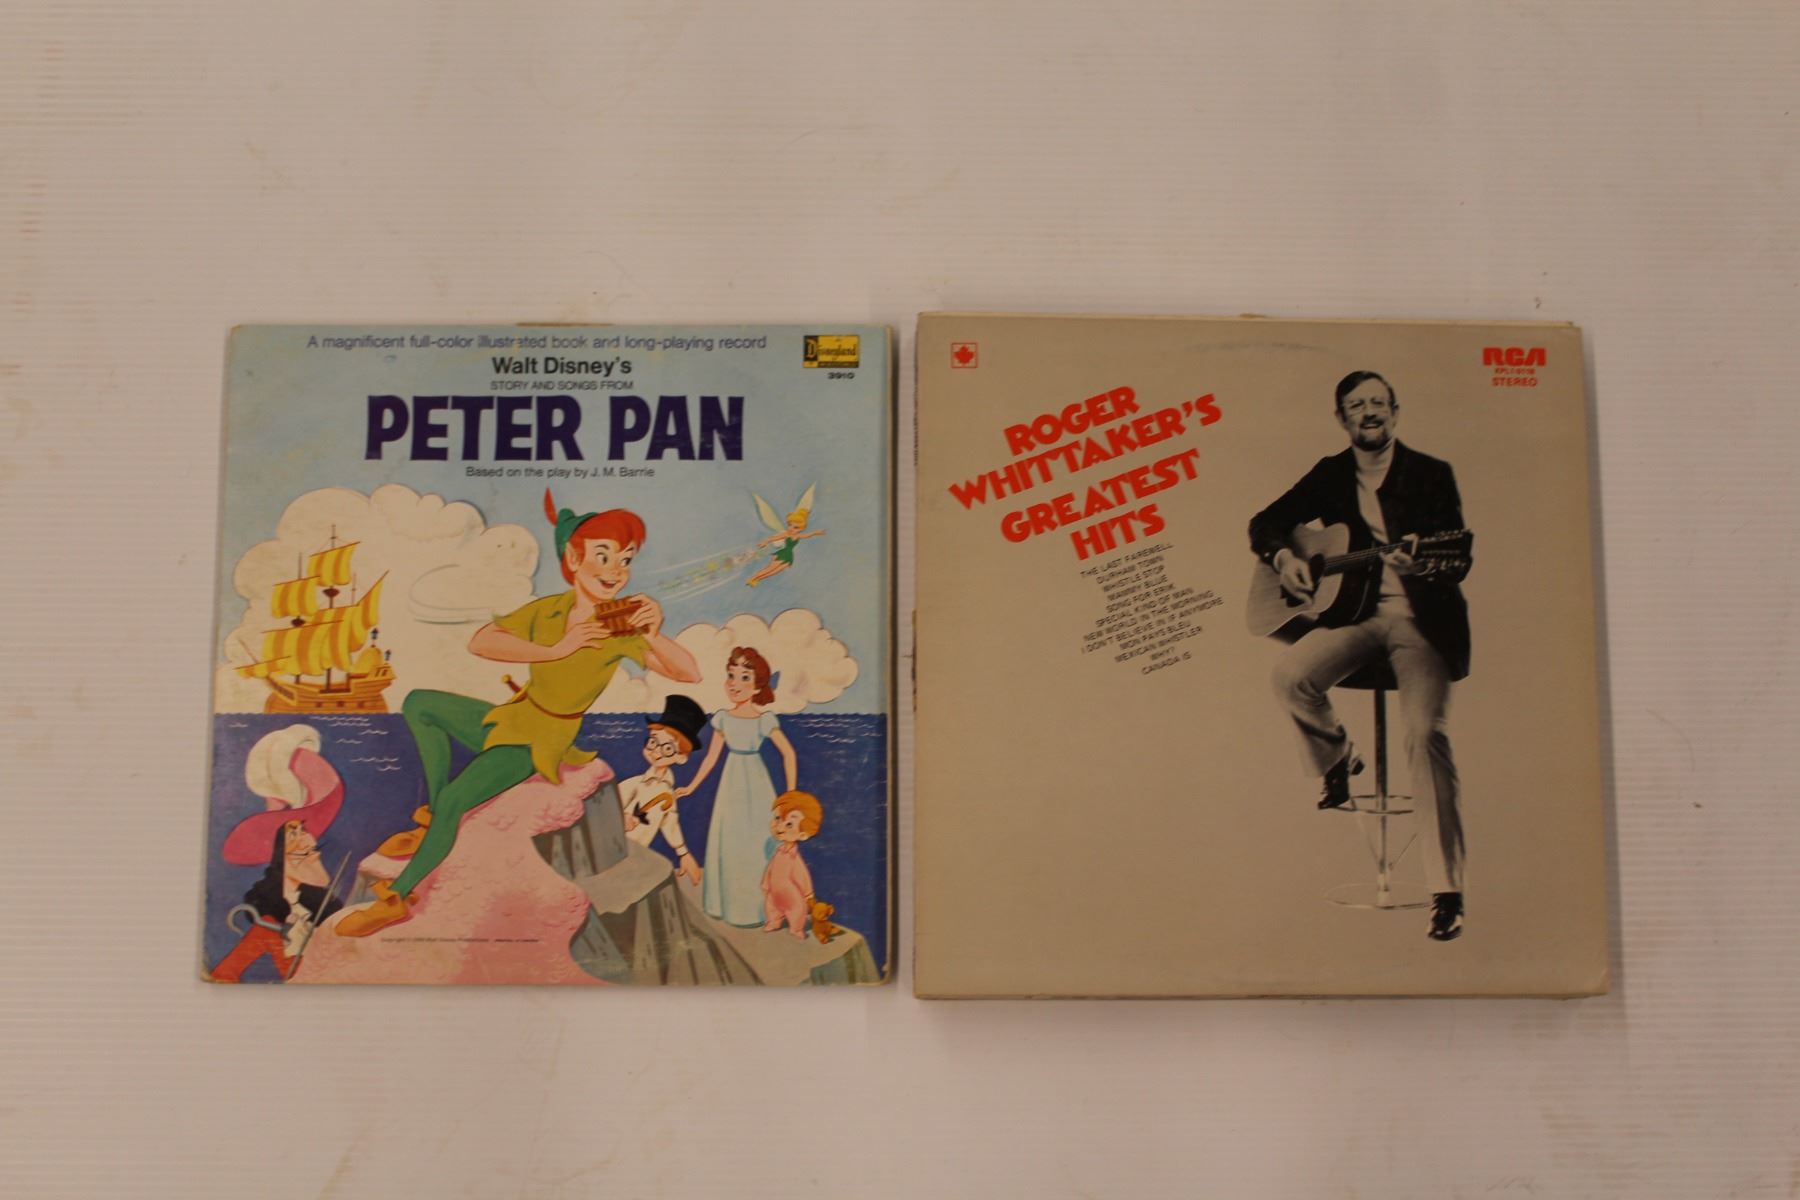 A magnificent full-color illustrated book and long-playing record
Disneyland
3910
Walt Disney's
STORY AND SONGS FROM
PETER PAN
Based on the play by J. M. Barrie
ROGER
WHITTAKER'S
GREATEST
HITS
THE LAST FAREWELL
DURHAM TOWN
WHISTLE STOP
MAMMY BLUE
SONG FOR ERIK
SPECIAL KIND OF MAN
NEW WORLD IN THE MORNING
I DON'T BELIEVE IN IF ANYMORE
MON PAYS BLEU
MEXICAN WHISTLER
WHY?
CANADA IS
RCA
STEREO